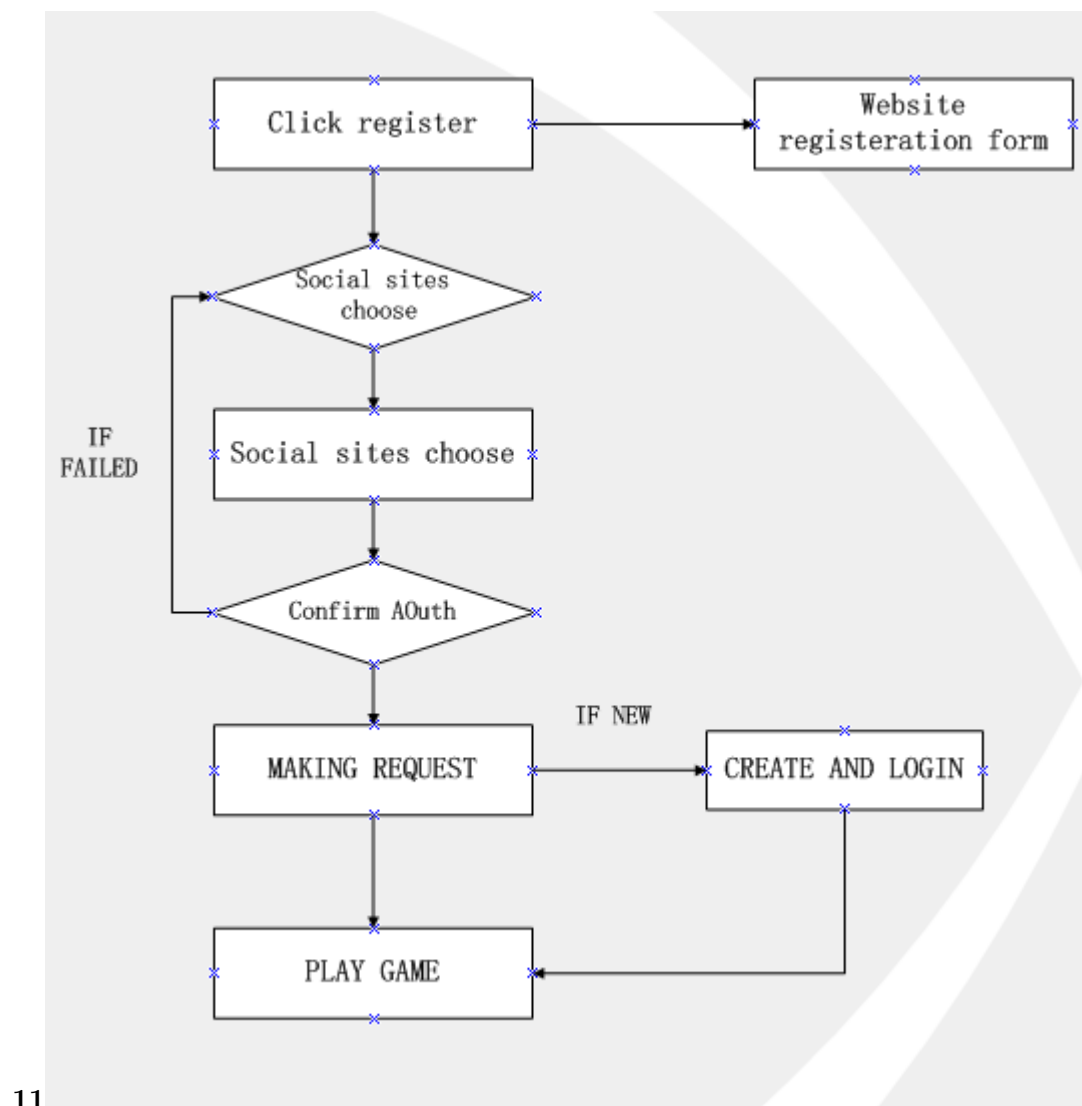 Click register
Website
registeration form
Social sites
choose
IF
FAILED
Social sites choose
Confirm AOuth
IF NEW
MAKING REQUEST
CREATE AND LOGIN
PLAY GAME
11